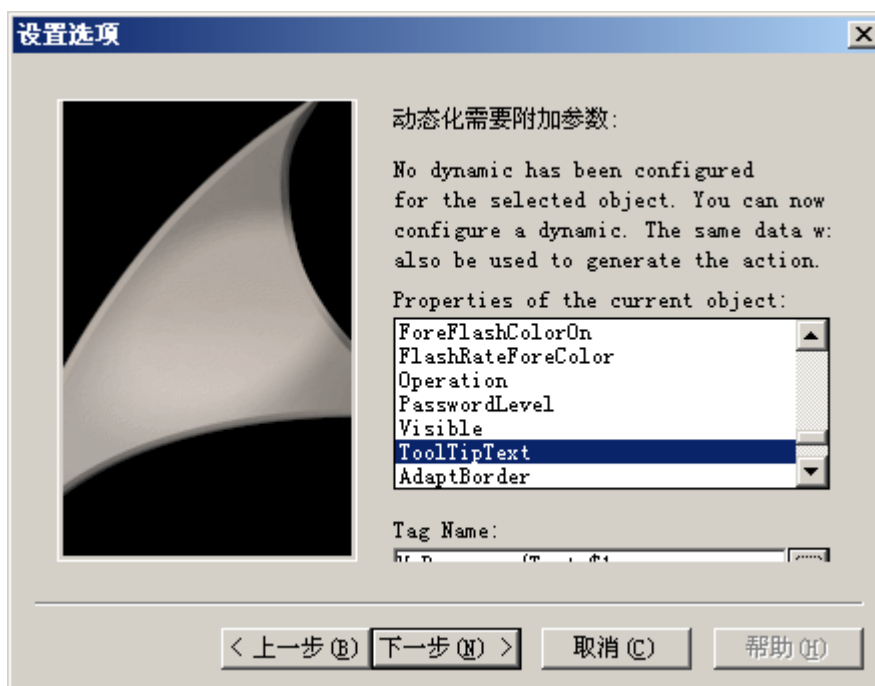 设置选项
动态化需要附加参数:
No dynamic has been configured
for the selected object. You can now
configure a dynamic. The same data w
also be used to generate the action.
Properties of the current object:
ForeFlashColorOn
FlashRateForeColor
Operation
PasswordLevel
Visible
ToolTipText
AdaptBorder
Tag Name:
< 上一步(B)
下一步(N) >
取消(C)
帮助(H)